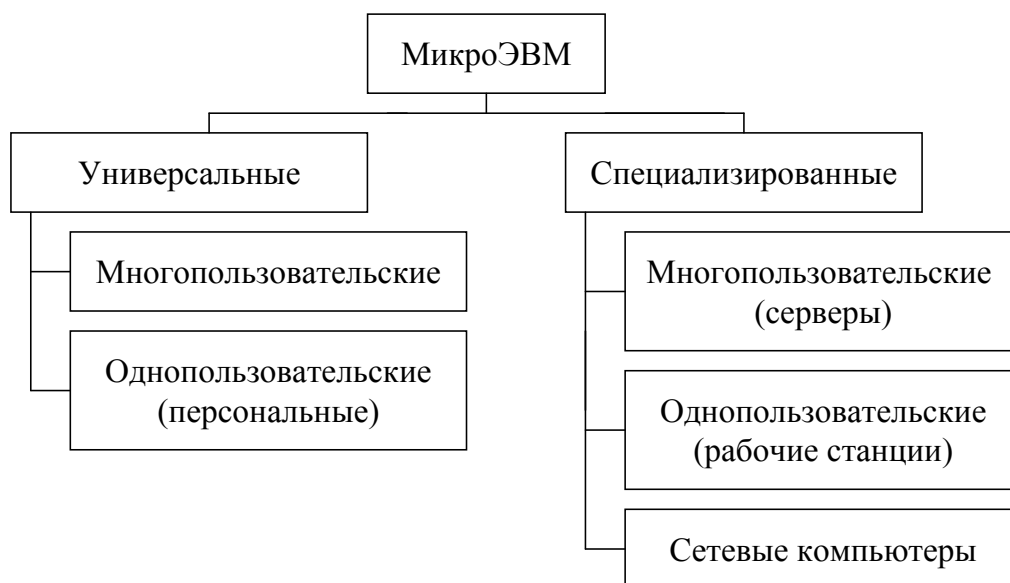 МикроЭВМ
Универсальные
Многопользовательские
Однопользовательские
(персональные)
Специализированные
Многопользовательские
(серверы)
Однопользовательские
(рабочие станции)
Сетевые компьютеры